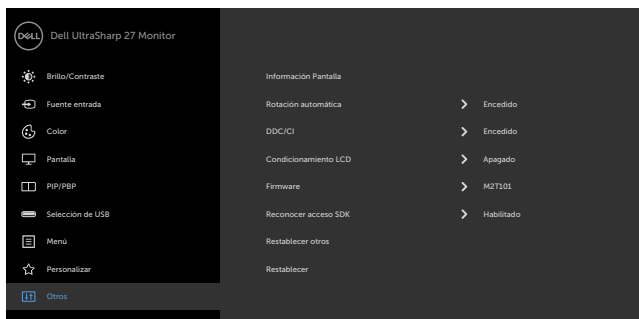 DELL Dell UltraSharp 27 Monitor
Brillo/Contraste
Información Pantalla
Fuente entrada
Rotación automática Encedido
Color
DDC/CI Encedido
Pantalla
Condicionamiento LCD Apagado
PIP/PBP
Firmware M2T101
Selección de USB
Reconocer acceso SDK Habilitado
Menú
Restablecer otros
Personalizar
Restablecer
Otros